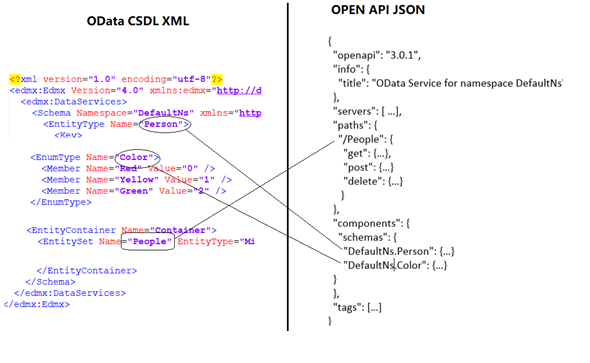 OData CSDL XML
<?xml version="1.0" encoding="utf-8"?>
<edmx:Edmx Version="4.0" xmlns:edmx="http://d
<edmx:DataServices>
<Schema Namespace="DefaultNs" xmlns="http
<EntityType Name="Person">
<Key>
<EnumType Name="Color">
<Member Name="Red" Value="0" />
<Member Name="Yellow" Value="1" />
<Member Name="Green" Value="2" />
</EnumType>
<EntityContainer Name="Container">
<EntitySet Name="People" EntityType="Mi
</EntityContainer>
</Schema>
</edmx:DataServices>
</edmx:Edmx>
OPEN API JSON
{
"openapi": "3.0.1",
"info": {
"title": "OData Service for namespace DefaultNs"
},
"servers": [ …],
"paths": {
"/People": {
"get": {…},
"post": {…}
"delete": {…}
}
},
"components": {
"schemas": {
"DefaultNs.Person": {…}
"DefaultNs.Color": {…}
}
},
"tags": […]
}